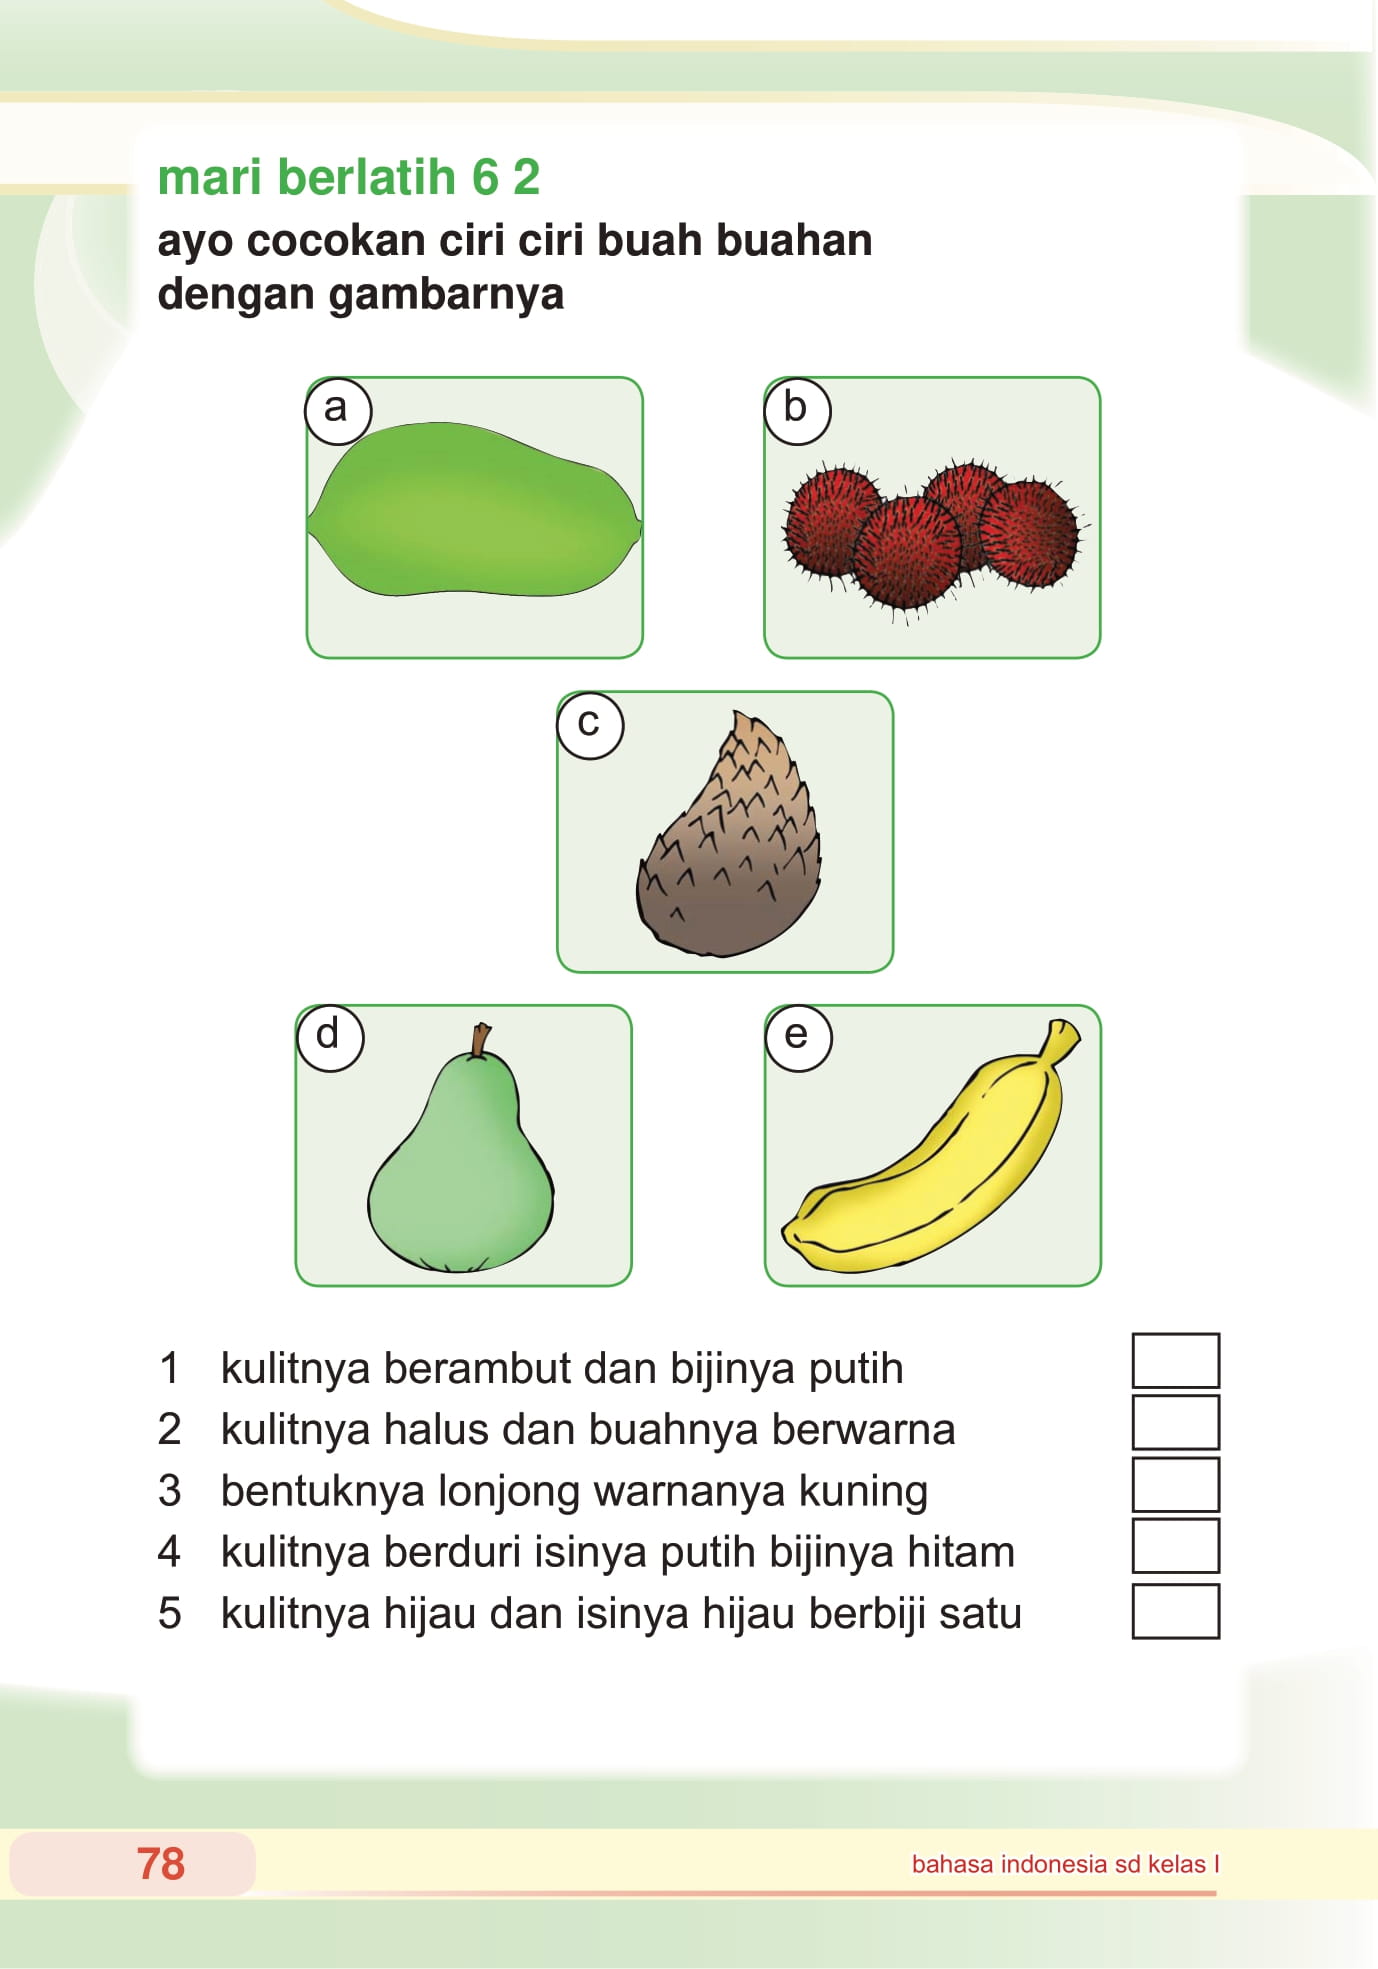 mari berlatih 6 2
ayo cocokan ciri ciri buah buahan
dengan gambarnya
a
b
c
d
e
1 kulitnya berambut dan bijinya putih
2 kulitnya halus dan buahnya berwarna
3 bentuknya lonjong warnanya kuning
4 kulitnya berduri isinya putih bijinya hitam
5 kulitnya hijau dan isinya hijau berbiji satu
78
bahasa indonesia sd kelas I